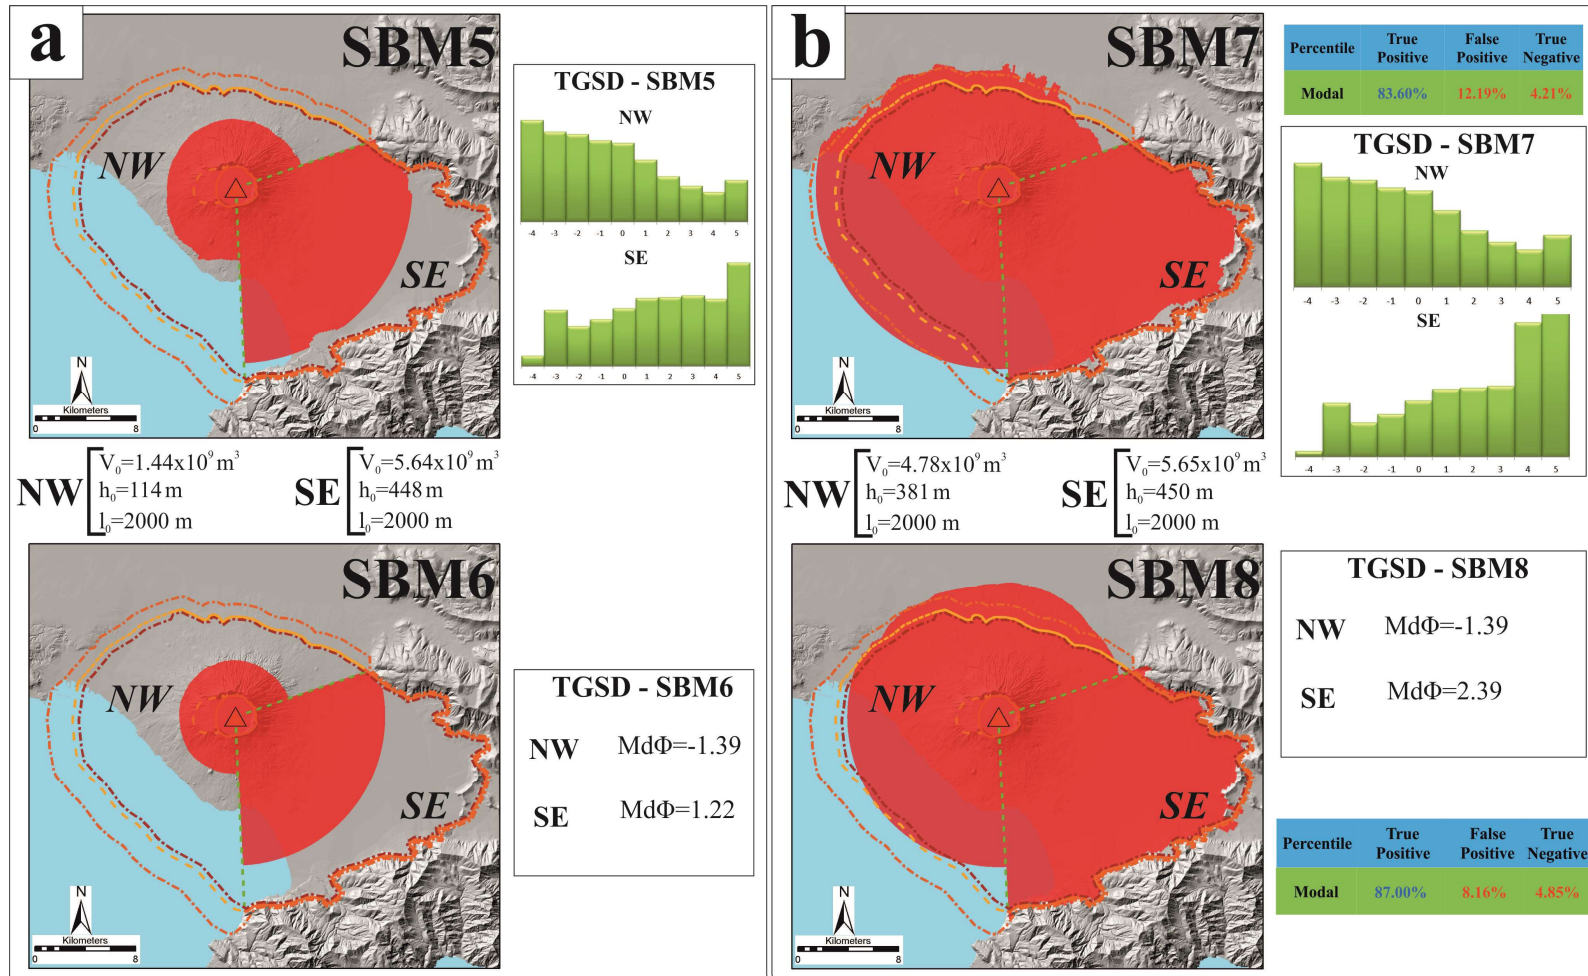 a
SBM5
NW
SE
N
Kilometers
0 8
TGSD - SBM5
NW
-4 -3 -2 -1 0 1 2 3 4 5
SE
-4 -3 -2 -1 0 1 2 3 4 5
NW
V₀=1.44x10⁹ m³
h₀=114 m
l₀=2000 m
SE
V₀=5.64x10⁹ m³
h₀=448 m
l₀=2000 m
SBM6
NW
SE
N
Kilometers
0 8
TGSD - SBM6
NW MdΦ=-1.39
SE MdΦ=1.22
b
SBM7
NW
SE
N
Kilometers
0 8
Percentile True Positive False Positive True Negative
Modal 83.60% 12.19% 4.21%
TGSD - SBM7
NW
-4 -3 -2 -1 0 1 2 3 4 5
SE
-4 -3 -2 -1 0 1 2 3 4 5
NW
V₀=4.78x10⁹ m³
h₀=381 m
l₀=2000 m
SE
V₀=5.65x10⁹ m³
h₀=450 m
l₀=2000 m
SBM8
NW
SE
N
Kilometers
0 8
TGSD - SBM8
NW MdΦ=-1.39
SE MdΦ=2.39
Percentile True Positive False Positive True Negative
Modal 87.00% 8.16% 4.85%